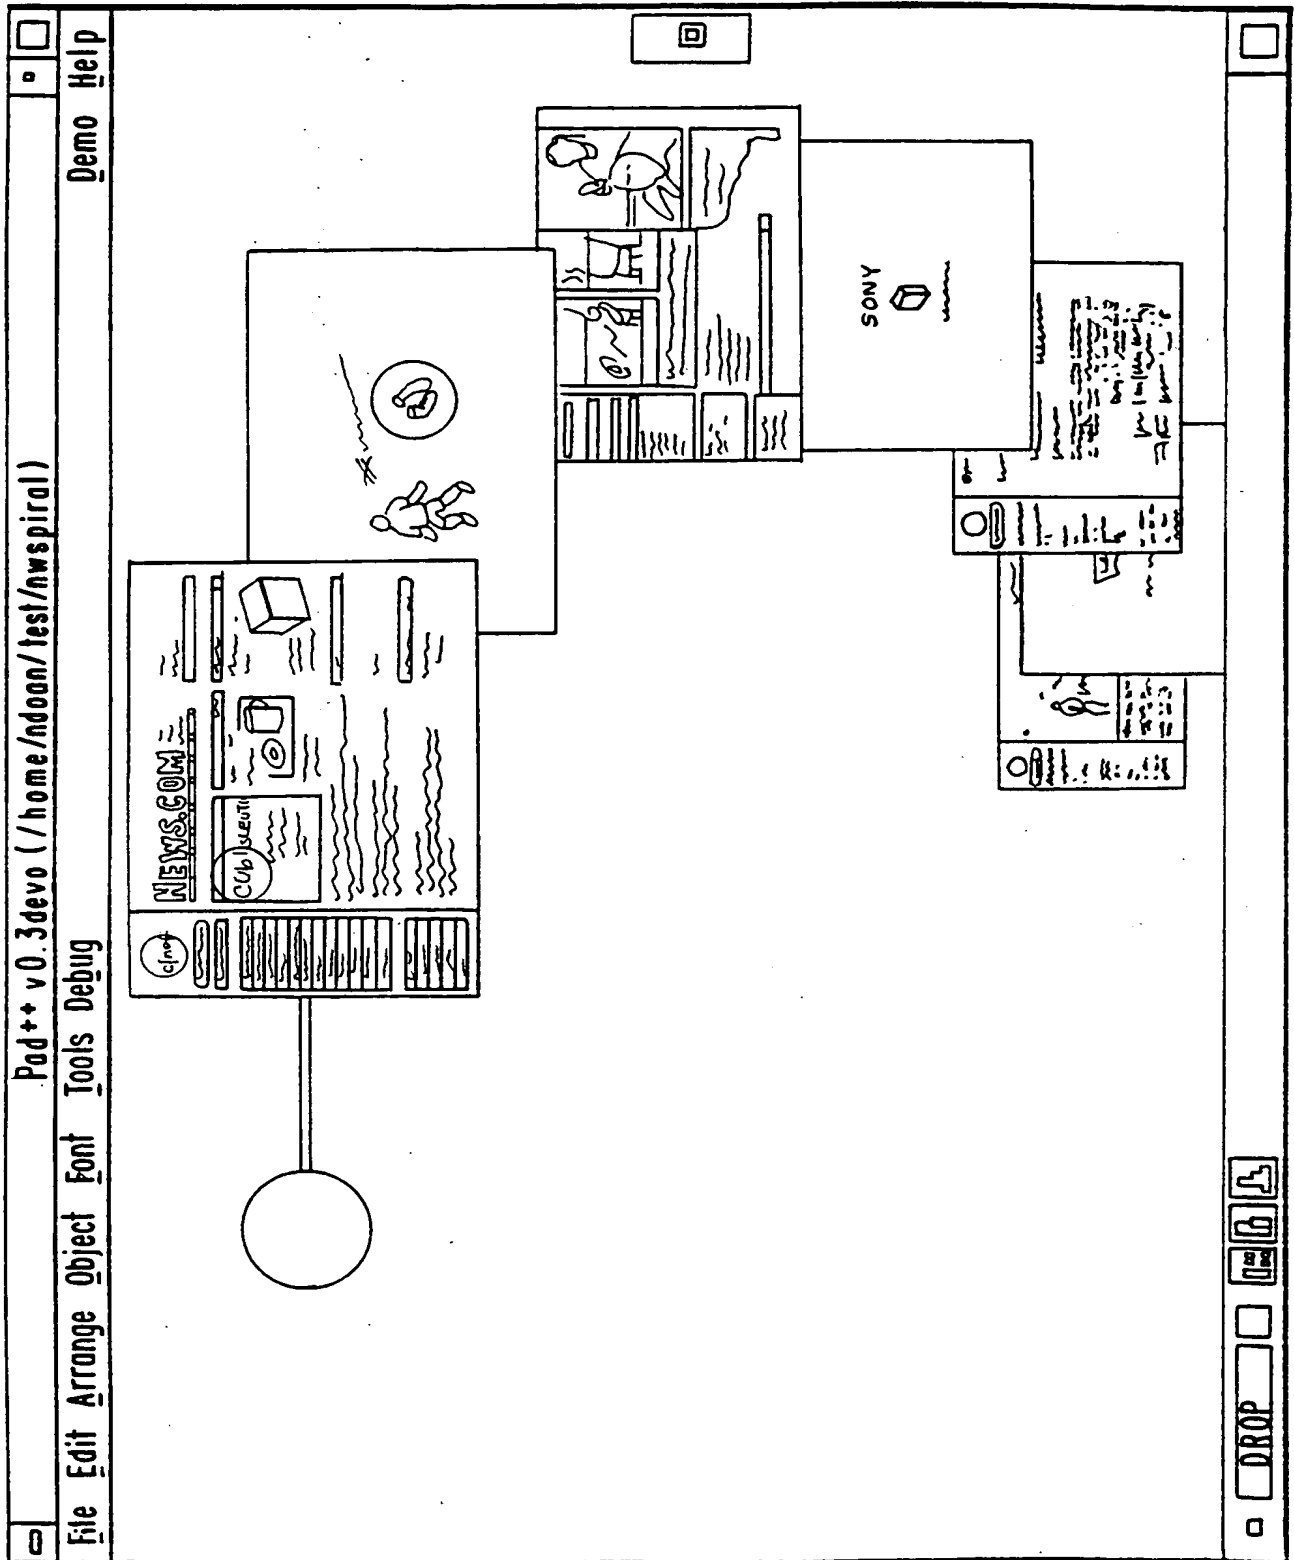 Pad++ v0.3devo (/home/ndoan/test/nwspiral)
File Edit Arrange Object Font Tools Debug Demo Help
NEWS.COM
SONY
DROP